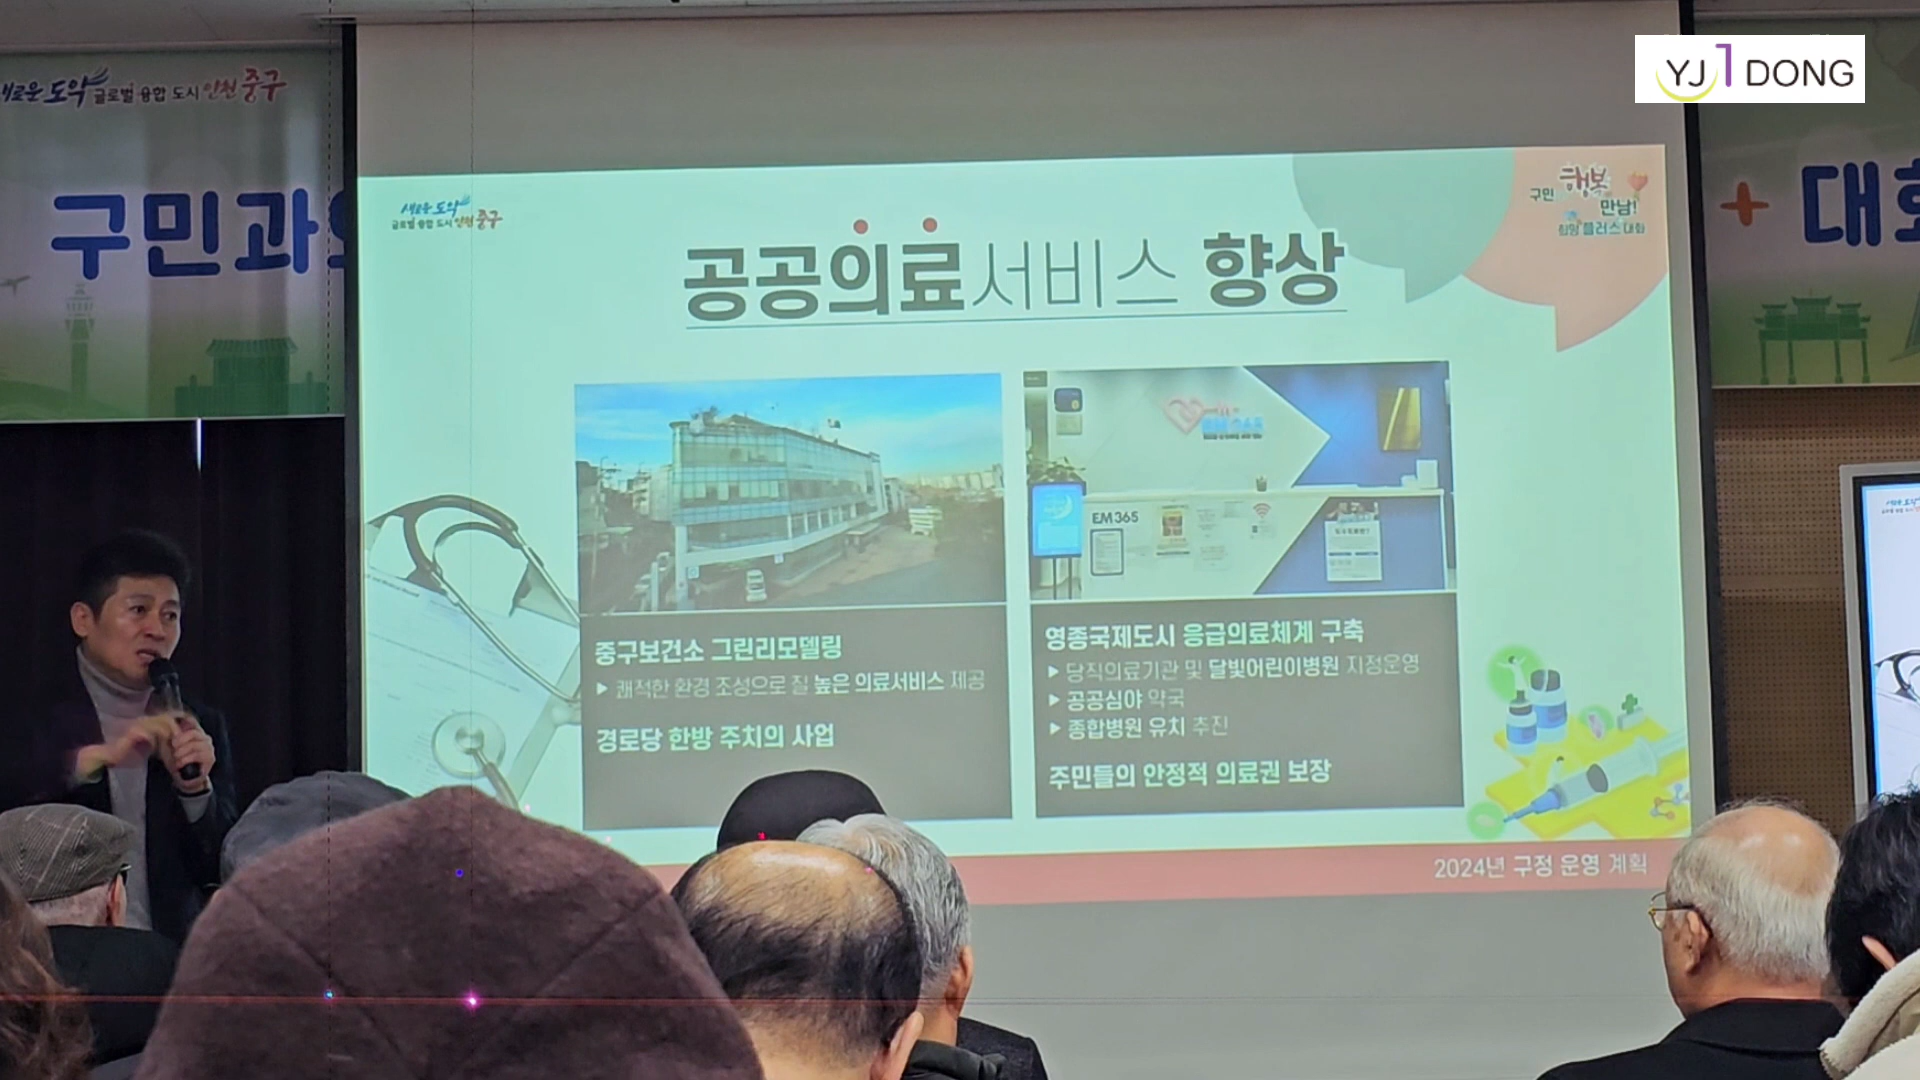 YJ1DONG
새로운 도약
글로벌 융합 도시 인천 중구
구민과의
+ 대화
새로운 도약
글로벌 융합 도시 인천 중구
구민 행복
만남!
희망 플러스 대화
공공의료서비스 향상
EM 365
중구보건소 그린리모델링
▶ 쾌적한 환경 조성으로 질 높은 의료서비스 제공
경로당 한방 주치의 사업
영종국제도시 응급의료체계 구축
▶ 당직의료기관 및 달빛어린이병원 지정운영
▶ 공공심야 약국
▶ 종합병원 유치 추진
주민들의 안정적 의료권 보장
2024년 구정 운영 계획